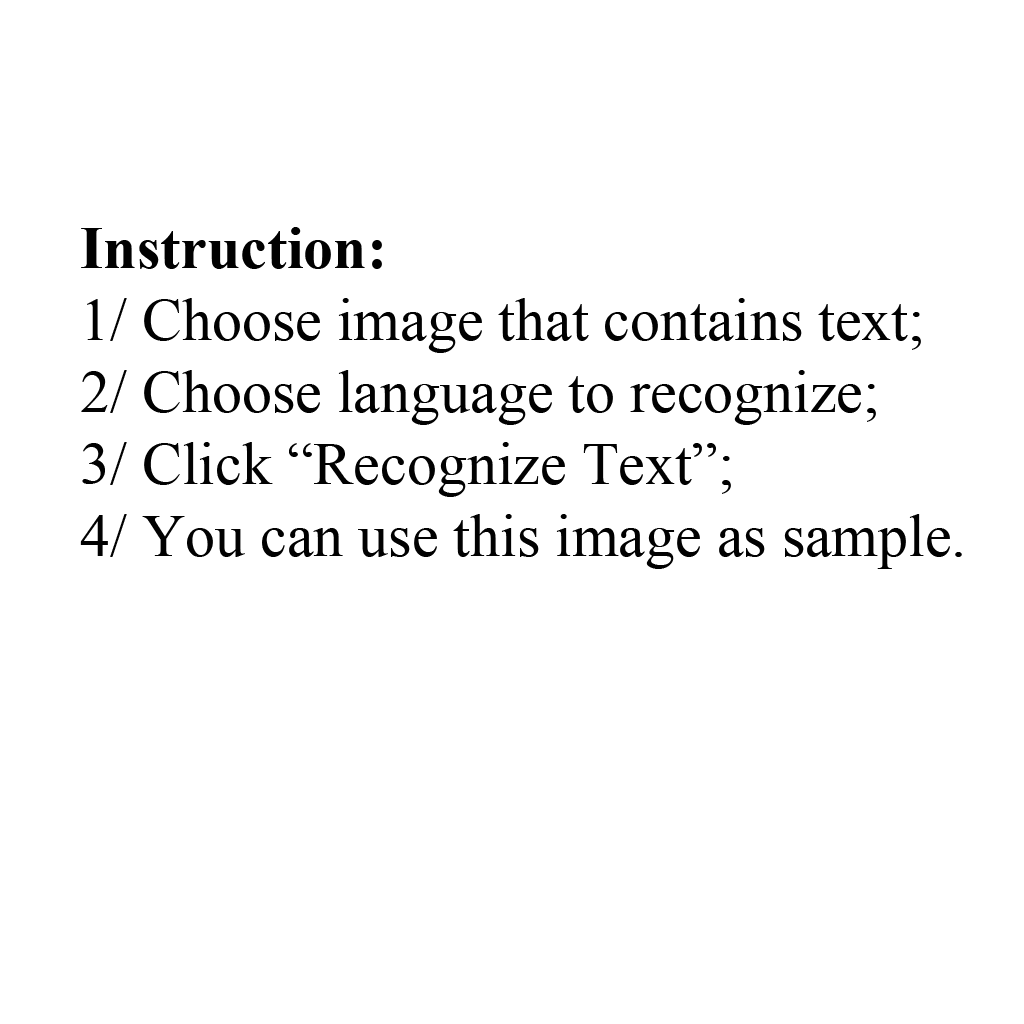 Instruction:
1/ Choose image that contains text;
2/ Choose language to recognize;
3/ Click “Recognize Text”;
4/ You can use this image as sample.